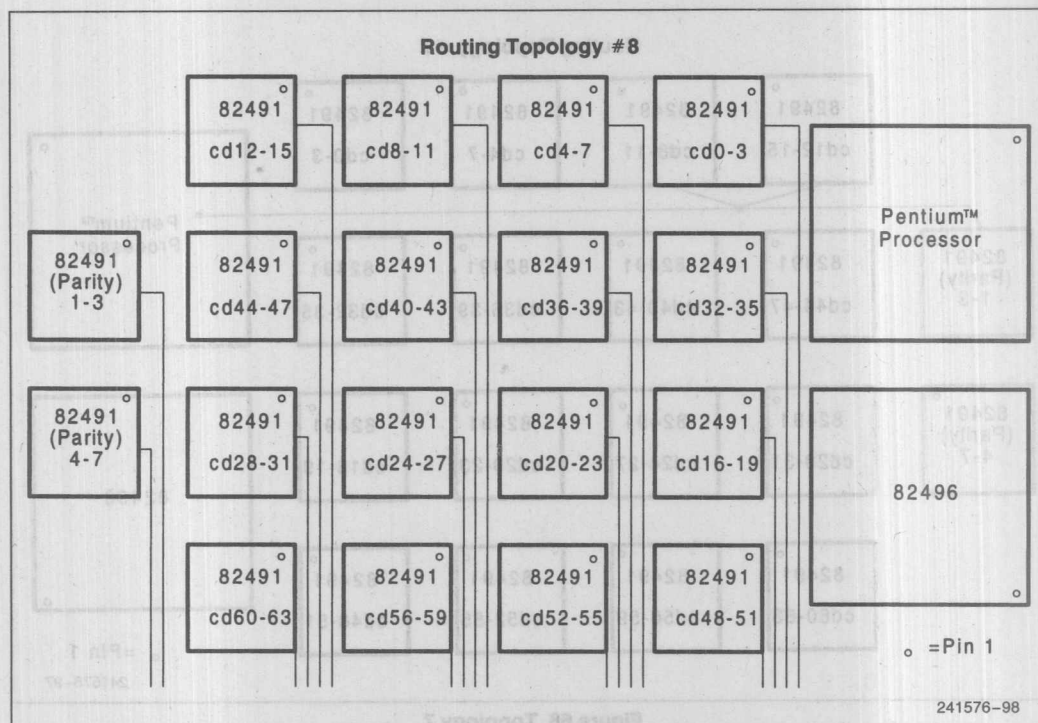 Routing Topology #8
82491
cd12-15
82491
cd8-11
82491
cd4-7
82491
cd0-3
Pentium™
Processor
82491
(Parity)
1-3
82491
cd44-47
82491
cd40-43
82491
cd36-39
82491
cd32-35
82491
(Parity)
4-7
82491
cd28-31
82491
cd24-27
82491
cd20-23
82491
cd16-19
82496
82491
cd60-63
82491
cd56-59
82491
cd52-55
82491
cd48-51
=Pin 1
241576-98